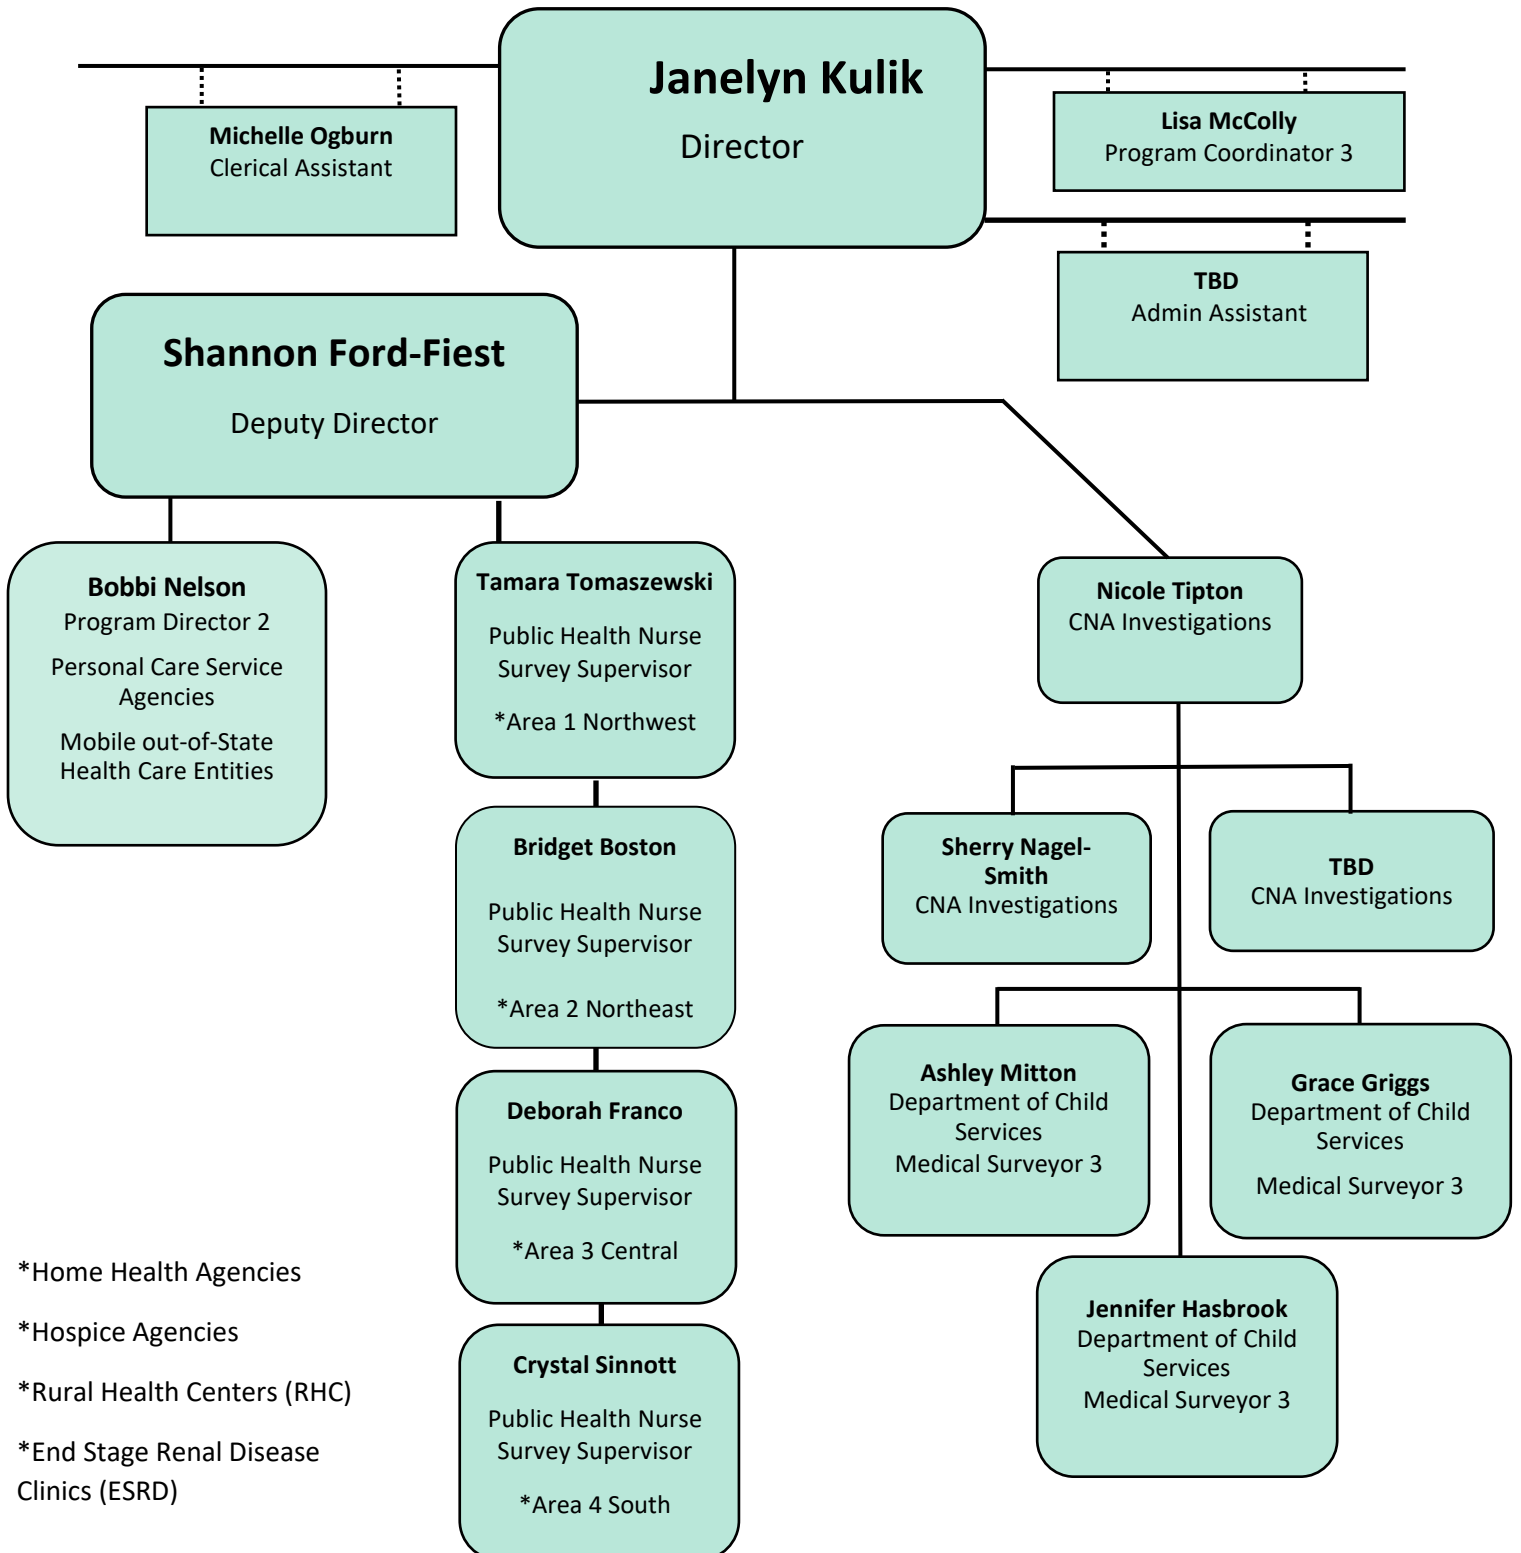 Janelyn Kulik
Director
Michelle Ogburn
Clerical Assistant
Lisa McColly
Program Coordinator 3
TBD
Admin Assistant
Shannon Ford-Fiest
Deputy Director
Bobbi Nelson
Program Director 2
Personal Care Service
Agencies
Mobile out-of-State
Health Care Entities
Tamara Tomaszewski
Public Health Nurse
Survey Supervisor
*Area 1 Northwest
Bridget Boston
Public Health Nurse
Survey Supervisor
*Area 2 Northeast
Deborah Franco
Public Health Nurse
Survey Supervisor
*Area 3 Central
Crystal Sinnott
Public Health Nurse
Survey Supervisor
*Area 4 South
Nicole Tipton
CNA Investigations
Sherry Nagel-
Smith
CNA Investigations
TBD
CNA Investigations
Ashley Mitton
Department of Child
Services
Medical Surveyor 3
Grace Griggs
Department of Child
Services
Medical Surveyor 3
Jennifer Hasbrook
Department of Child
Services
Medical Surveyor 3
*Home Health Agencies
*Hospice Agencies
*Rural Health Centers (RHC)
*End Stage Renal Disease
Clinics (ESRD)